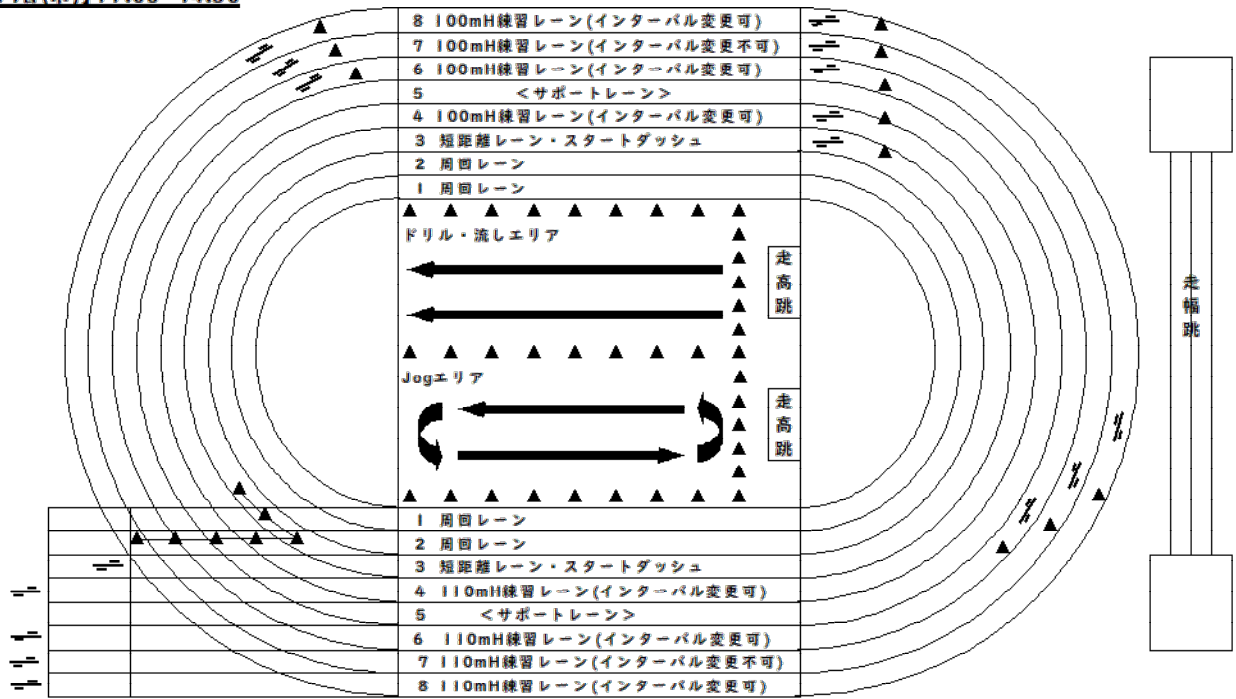 8 100mH練習レーン(インターバル変更可)
7 100mH練習レーン(インターバル変更不可)
6 100mH練習レーン(インターバル変更可)
5 <サポートレーン>
4 100mH練習レーン(インターバル変更可)
3 短距離レーン・スタートダッシュ
2 周回レーン
1 周回レーン
ドリル・流しエリア
走高跳
走幅跳
Jogエリア
走高跳
1 周回レーン
2 周回レーン
3 短距離レーン・スタートダッシュ
4 110mH練習レーン(インターバル変更可)
5 <サポートレーン>
6 110mH練習レーン(インターバル変更可)
7 110mH練習レーン(インターバル変更不可)
8 110mH練習レーン(インターバル変更可)